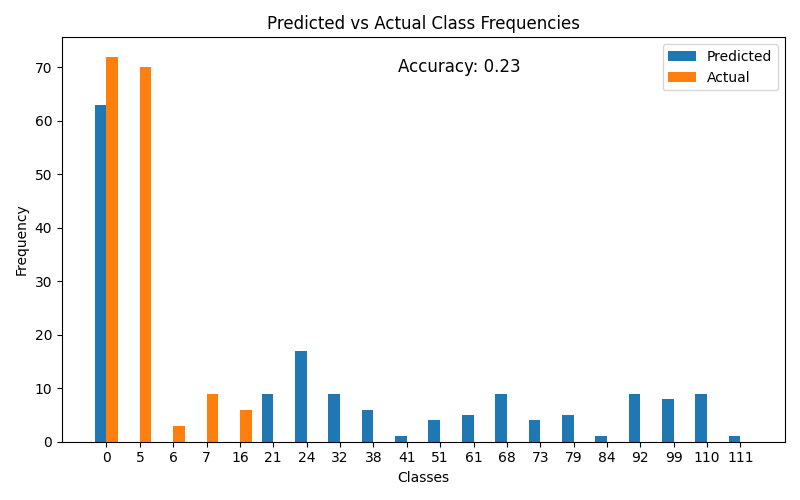 Predicted vs Actual Class Frequencies
Accuracy: 0.23
Predicted
Actual
Frequency
70
60
50
40
30
20
10
0
0 5 6 7 16 21 24 32 38 41 51 61 68 73 79 84 92 99 110 111
Classes